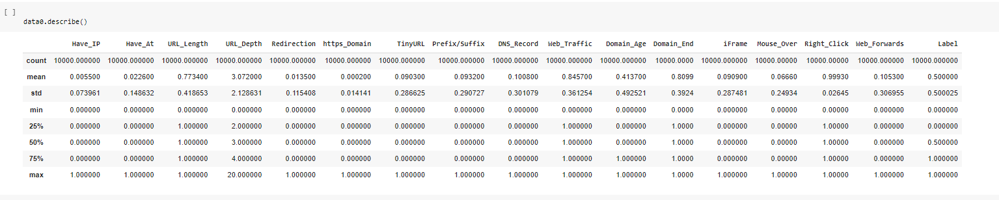 [ ]
data0.describe()
Have_IP Have_At URL_Length URL_Depth Redirection https_Domain TinyURL Prefix/Suffix DNS_Record Web_Traffic Domain_Age Domain_End iFrame Mouse_Over Right_Click Web_Forwards Label
count 10000.000000 10000.000000 10000.000000 10000.000000 10000.000000 10000.000000 10000.000000 10000.000000 10000.000000 10000.000000 10000.000000 10000.0000 10000.000000 10000.00000 10000.00000 10000.000000 10000.000000
mean 0.005500 0.022600 0.773400 3.072000 0.013500 0.000200 0.090300 0.093200 0.100800 0.845700 0.413700 0.8099 0.090900 0.06660 0.99930 0.105300 0.500000
std 0.073961 0.148632 0.418653 2.128631 0.115408 0.014141 0.286625 0.290727 0.301079 0.361254 0.492521 0.3924 0.287481 0.24934 0.02645 0.306955 0.500025
min 0.000000 0.000000 0.000000 0.000000 0.000000 0.000000 0.000000 0.000000 0.000000 0.000000 0.000000 0.0000 0.000000 0.00000 0.00000 0.000000 0.000000
25% 0.000000 0.000000 1.000000 2.000000 0.000000 0.000000 0.000000 0.000000 0.000000 1.000000 0.000000 1.0000 0.000000 0.00000 1.00000 0.000000 0.000000
50% 0.000000 0.000000 1.000000 3.000000 0.000000 0.000000 0.000000 0.000000 0.000000 1.000000 0.000000 1.0000 0.000000 0.00000 1.00000 0.000000 0.500000
75% 0.000000 0.000000 1.000000 4.000000 0.000000 0.000000 0.000000 0.000000 0.000000 1.000000 1.000000 1.0000 0.000000 0.00000 1.00000 0.000000 1.000000
max 1.000000 1.000000 1.000000 20.000000 1.000000 1.000000 1.000000 1.000000 1.000000 1.000000 1.000000 1.0000 1.000000 1.00000 1.00000 1.000000 1.000000